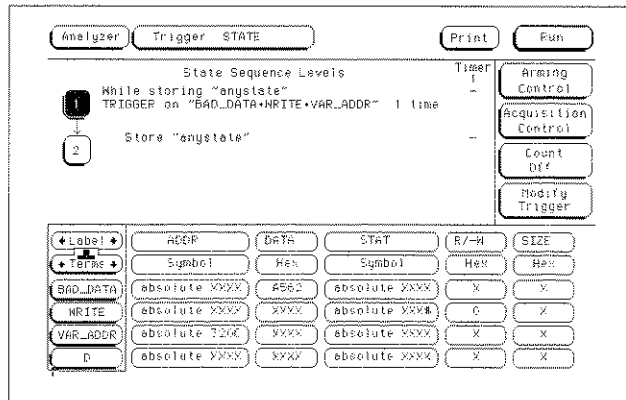 Analyzer Trigger STATE Print Run
State Sequence Levels Timer
1
Arming Control
While storing "anystate"
1 TRIGGER on "BAD_DATA•WRITE•VAR_ADDR" 1 time
Acquisition Control
Store "anystate"
2
Count Off
Modify Trigger
Label ADDR DATA STAT R/-W SIZE
Terms Symbol Hex Symbol Hex Hex
BAD_DATA absolute XXXX A562 absolute XXXX X X
WRITE absolute XXXX XXXX absolute 0 X
VAR_ADDR absolute XXXX absolute XXXX X X
D absolute XXXX XXXX absolute XXXX X X